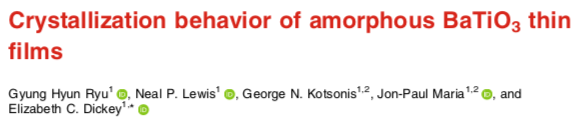 Crystallization behavior of amorphous BaTiO₃ thin
films
Gyung Hyun Ryu¹, Neal P. Lewis¹, George N. Kotsonis¹,², Jon-Paul Maria¹,², and
Elizabeth C. Dickey¹,*